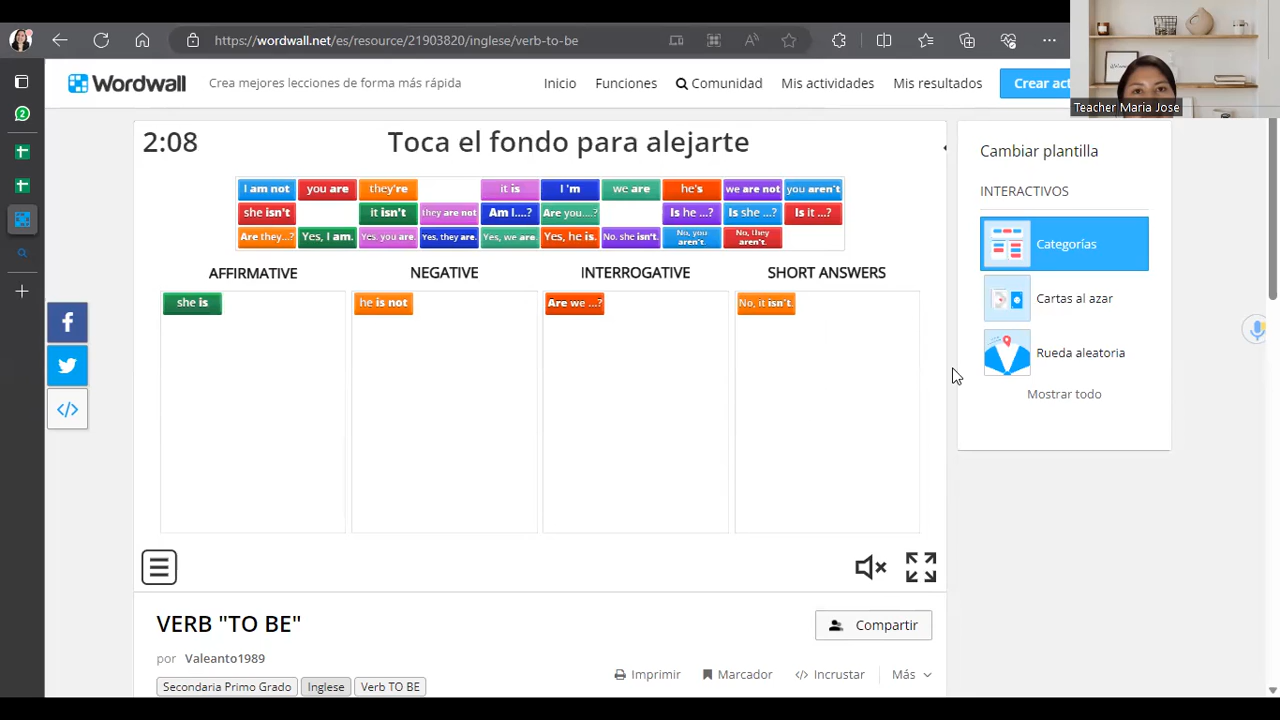 https://wordwall.net/es/resource/21903820/inglese/verb-to-be
Wordwall
Crea mejores lecciones de forma más rápida
Inicio
Funciones
Comunidad
Mis actividades
Mis resultados
Crear act
Teacher Maria Jose
2:08
Toca el fondo para alejarte
I am not
you are
they're
it is
I 'm
we are
he's
we are not
you aren't
she isn't
it isn't
they are not
Am I....?
Are you....?
Is he ...?
Is she ...?
Is it ...?
Are they...?
Yes, I am.
Yes. you are.
Yes, they are.
Yes, we are.
Yes, he is.
No. she isn't.
No, you
aren't.
No, they
aren't.
AFFIRMATIVE
NEGATIVE
INTERROGATIVE
SHORT ANSWERS
she is
he is not
Are we ...?
No, it isn't.
Cambiar plantilla
INTERACTIVOS
Categorías
Cartas al azar
Rueda aleatoria
Mostrar todo
VERB "TO BE"
Compartir
por Valeanto1989
Imprimir
Marcador
Incrustar
Más
Secundaria Primo Grado
Inglese
Verb TO BE